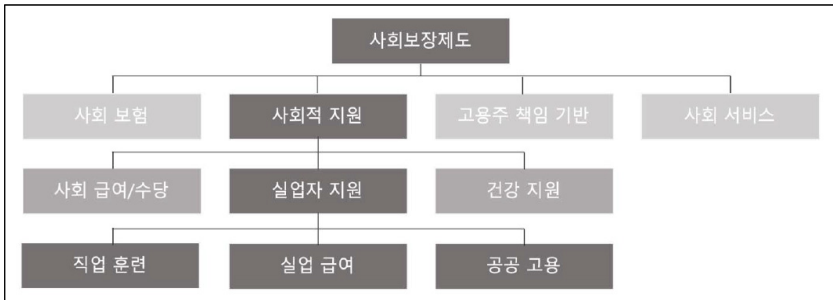 사회보장제도
사회 보험
사회적 지원
고용주 책임 기반
사회 서비스
사회 급여/수당
실업자 지원
건강 지원
직업 훈련
실업 급여
공공 고용